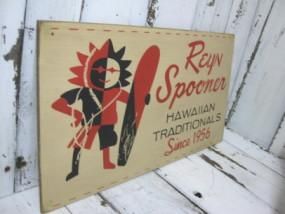 Reyn
Spooner
HAWAIIAN
TRADITIONALS
Since 1956